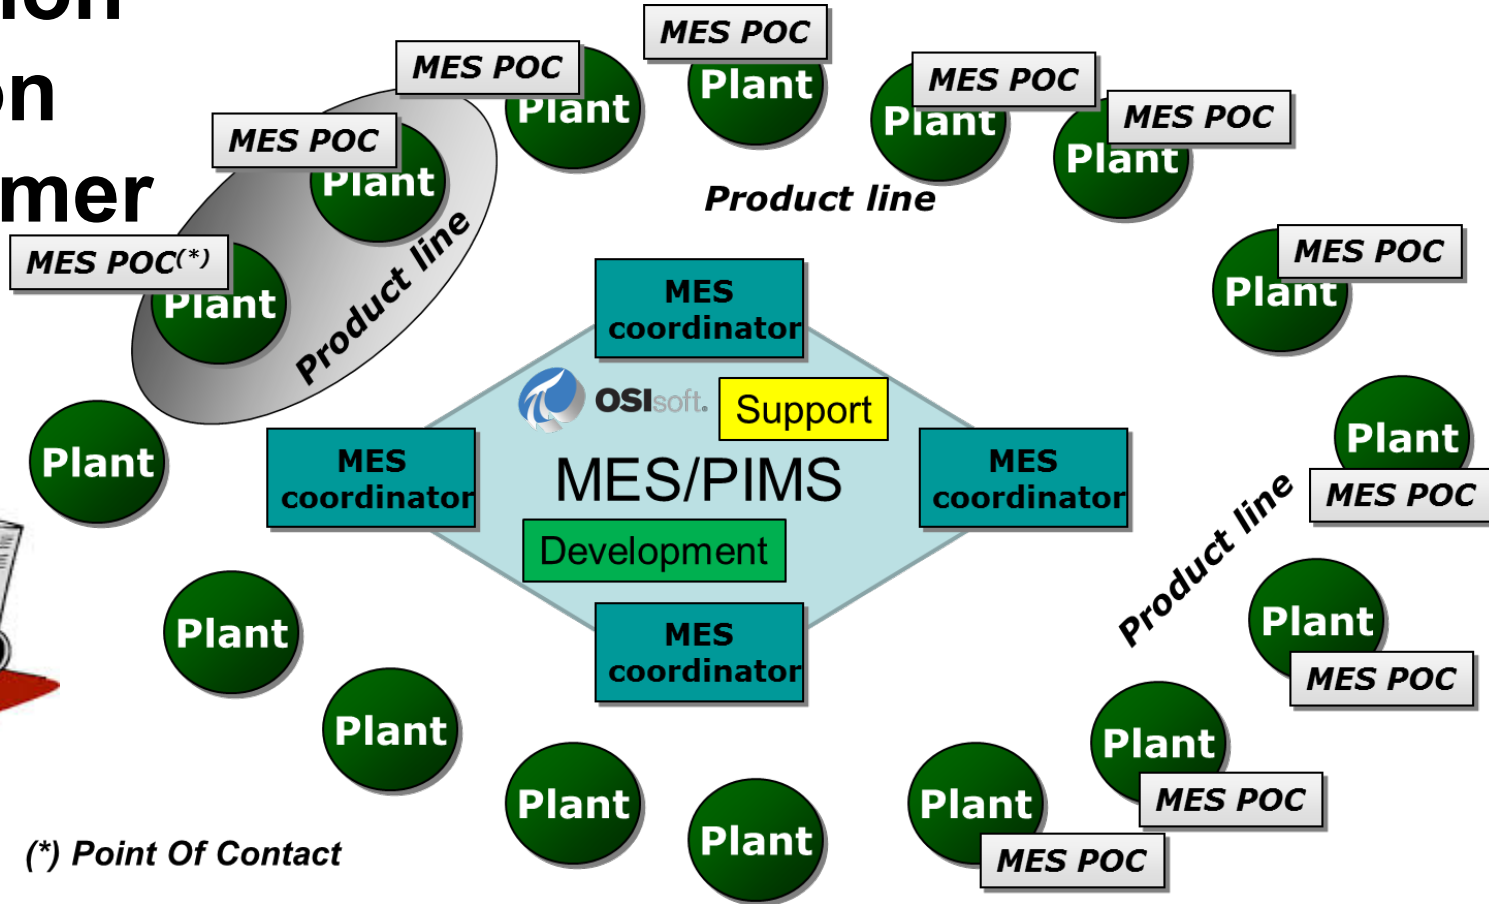 MES POC
MES POC
MES POC
MES POC
MES POC
Plant
Plant
Plant
Plant
MES POC
Plant
Product line
MES POC(*)
Plant
Product line
MES POC
Plant
MES
coordinator
OSIsoft.
Support
MES
coordinator
MES/PIMS
MES
coordinator
Development
MES
coordinator
Plant
Plant
MES POC
Product line
Plant
MES POC
Plant
Plant
Plant
MES POC
Plant
Plant
Plant
MES POC
(*) Point Of Contact